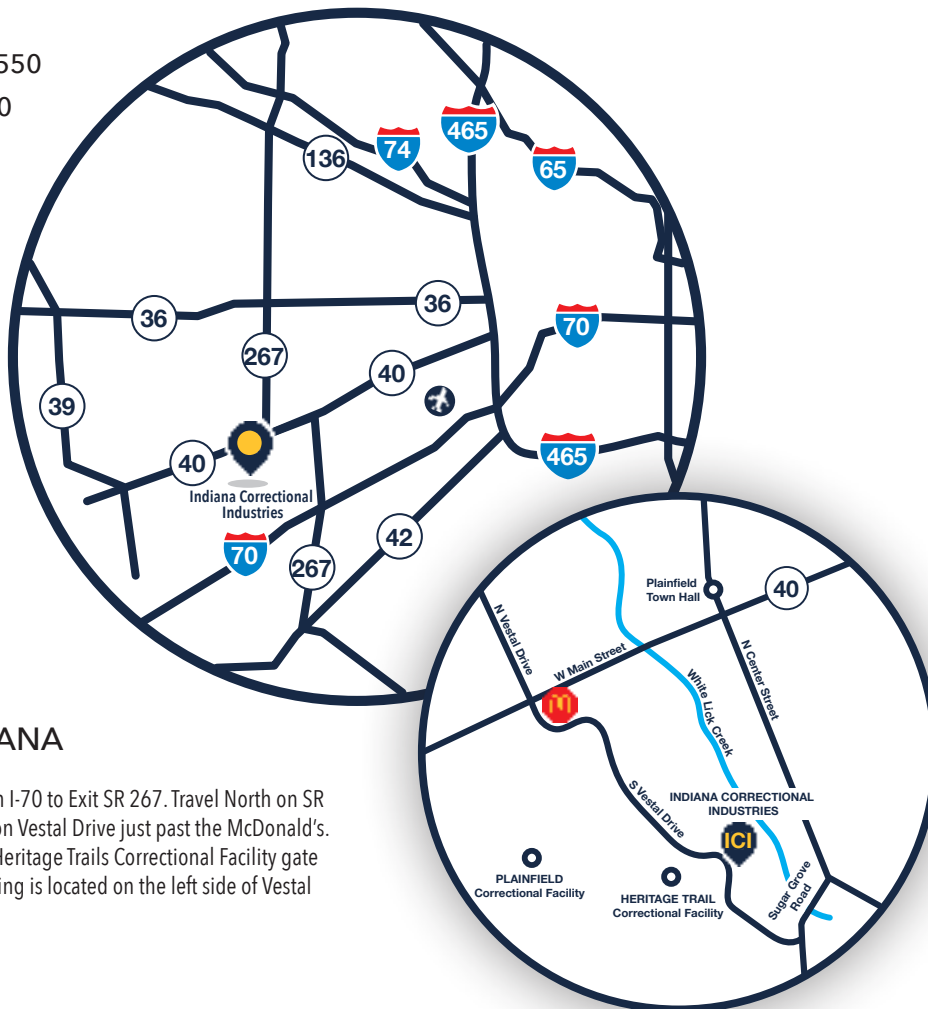 550
0
136
74
465
65
36
36
70
267
40
39
40
465
Indiana Correctional
Industries
70
42
267
Plainfield
Town Hall
40
N Vestal Drive
W Main Street
N Center Street
White Lick Creek
S Vestal Drive
INDIANA CORRECTIONAL
INDUSTRIES
ICI
PLAINFIELD
Correctional Facility
HERITAGE TRAIL
Correctional Facility
Sugar Grove
Road
ANA
I-70 to Exit SR 267. Travel North on SR
on Vestal Drive just past the McDonald's.
Heritage Trails Correctional Facility gate
ing is located on the left side of Vestal